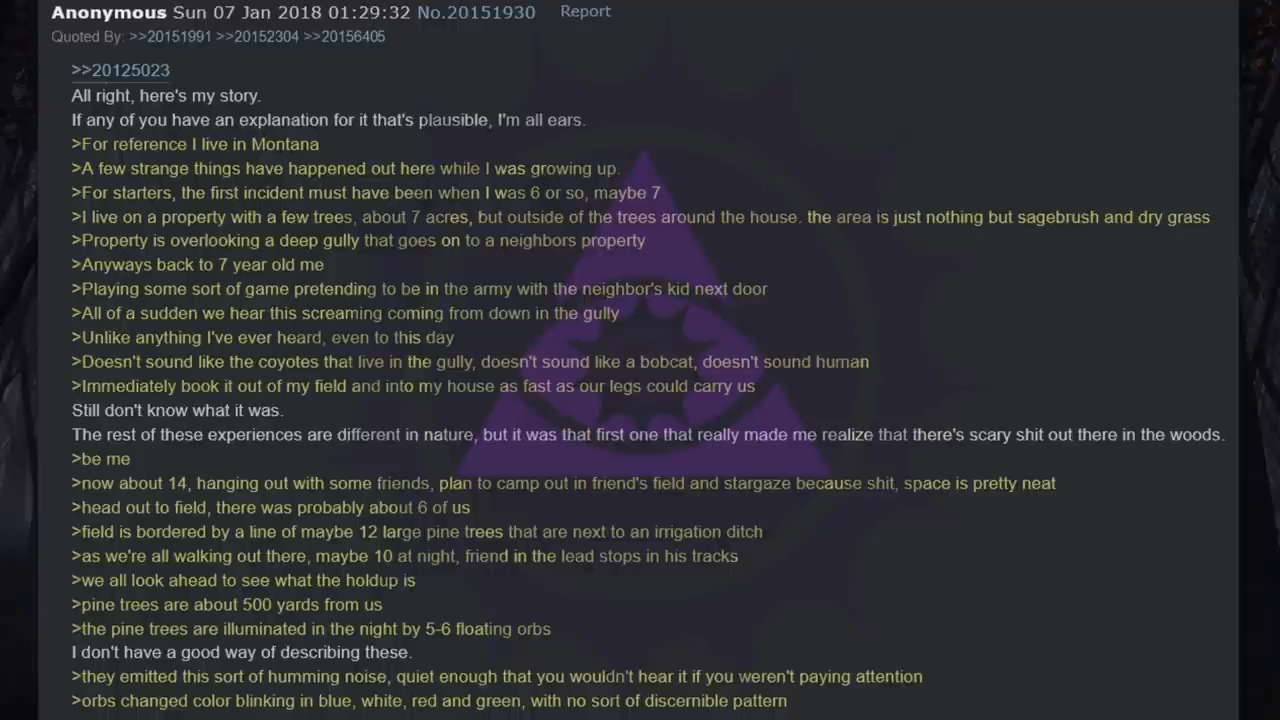 Anonymous Sun 07 Jan 2018 01:29:32 No.20151930 Report
Quoted By: >>20151991 >>20152304 >>20156405
>>20125023
All right, here's my story.
If any of you have an explanation for it that's plausible, I'm all ears.
>For reference I live in Montana
>A few strange things have happened out here while I was growing up.
>For starters, the first incident must have been when I was 6 or so, maybe 7
>I live on a property with a few trees, about 7 acres, but outside of the trees around the house. the area is just nothing but sagebrush and dry grass
>Property is overlooking a deep gully that goes on to a neighbors property
>Anyways back to 7 year old me
>Playing some sort of game pretending to be in the army with the neighbor's kid next door
>All of a sudden we hear this screaming coming from down in the gully
>Unlike anything I've ever heard, even to this day
>Doesn't sound like the coyotes that live in the gully, doesn't sound like a bobcat, doesn't sound human
>Immediately book it out of my field and into my house as fast as our legs could carry us
Still don't know what it was.
The rest of these experiences are different in nature, but it was that first one that really made me realize that there's scary shit out there in the woods.
>be me
>now about 14, hanging out with some friends, plan to camp out in friend's field and stargaze because shit, space is pretty neat
>head out to field, there was probably about 6 of us
>field is bordered by a line of maybe 12 large pine trees that are next to an irrigation ditch
>as we're all walking out there, maybe 10 at night, friend in the lead stops in his tracks
>we all look ahead to see what the holdup is
>pine trees are about 500 yards from us
>the pine trees are illuminated in the night by 5-6 floating orbs
I don't have a good way of describing these.
>they emitted this sort of humming noise, quiet enough that you wouldn't hear it if you weren't paying attention
>orbs changed color blinking in blue, white, red and green, with no sort of discernible pattern